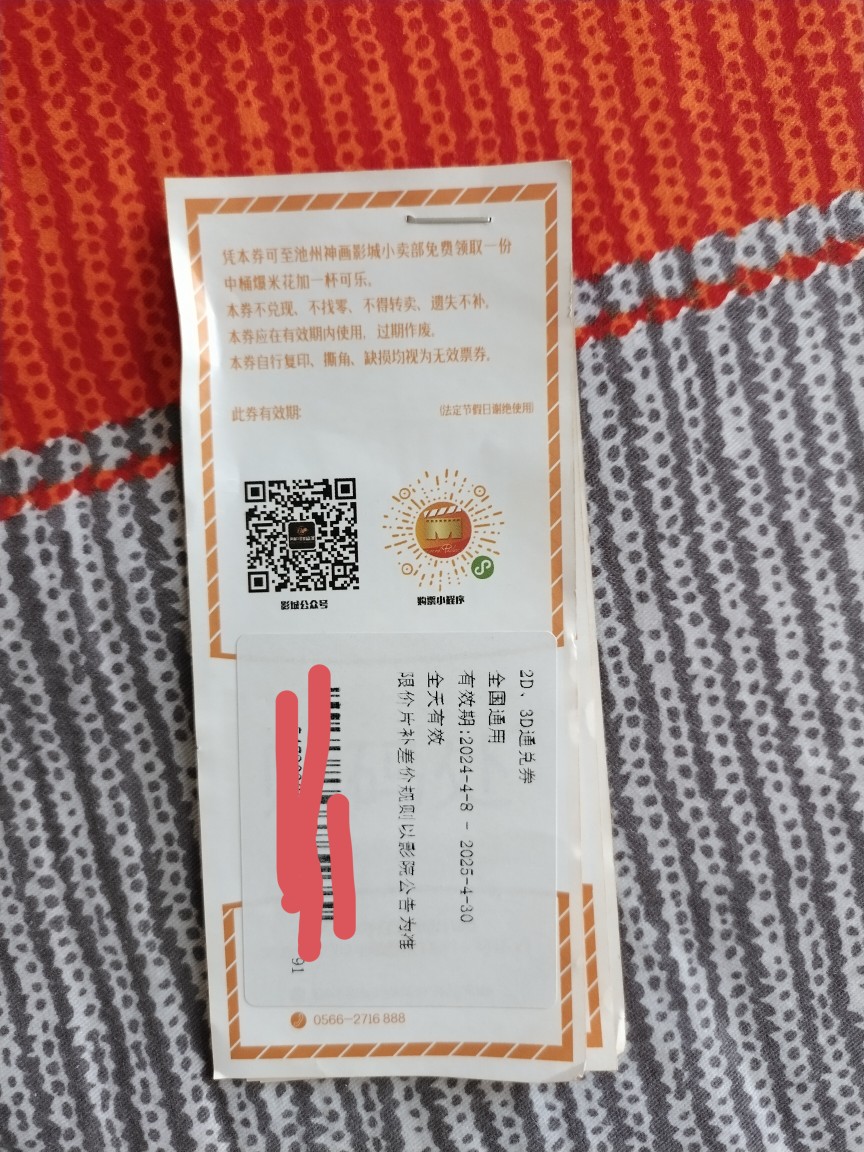 凭本券可至池州神画影城小卖部免费领取一份
中桶爆米花加一杯可乐。
本券不兑现、不找零、不得转卖、遗失不补。
本券应在有效期内使用，过期作废。
本券自行复印、撕角、缺损均视为无效票券。
此券有效期:
(法定节假日谢绝使用)
影城公众号
购票小程序
2D、3D通兑券
全国通用
有效期:2024-4-8 - 2025-4-30
全天有效
限价片补差价规则以影院公告为准
91
0566-2716 888